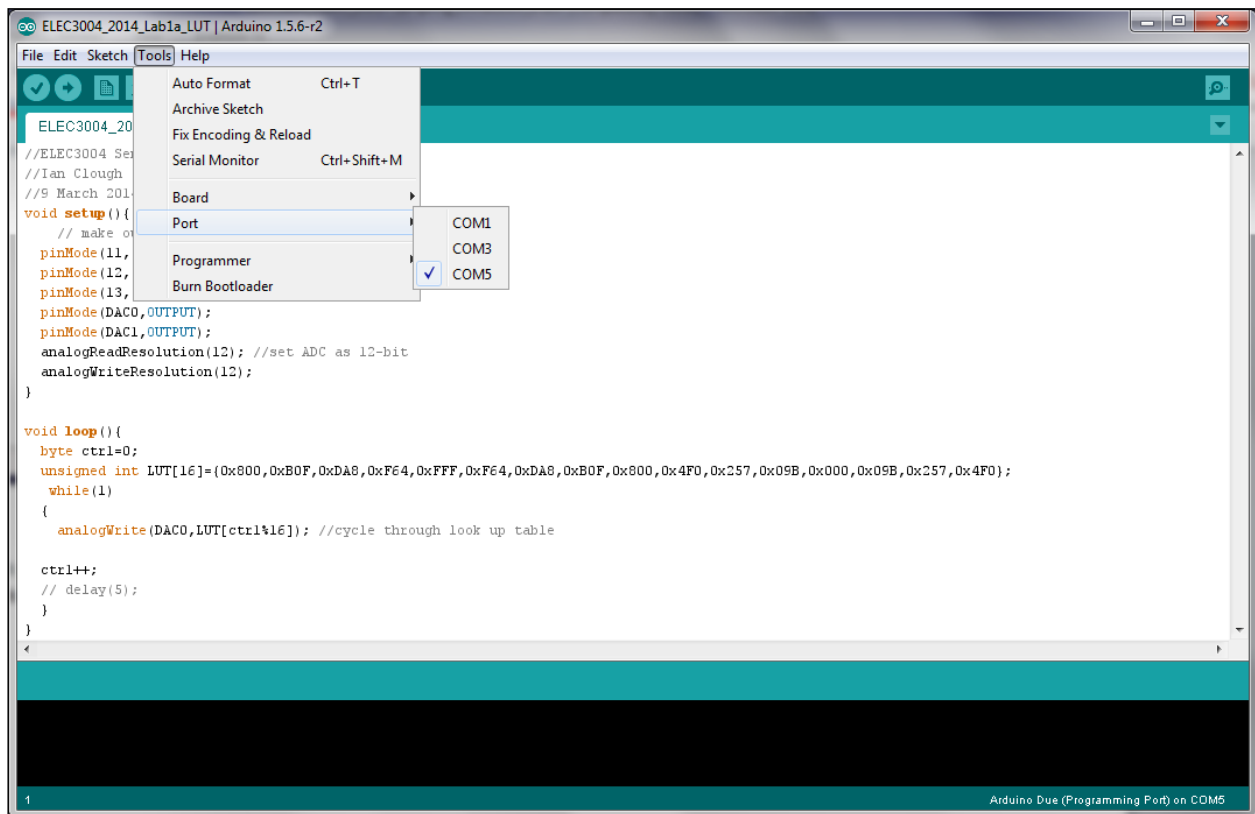 ELEC3004_2014_Lab1a_LUT | Arduino 1.5.6-r2
File Edit Sketch Tools Help
Auto Format Ctrl+T
Archive Sketch
Fix Encoding & Reload
Serial Monitor Ctrl+Shift+M
Board
Port
Programmer
Burn Bootloader
COM1
COM3
COM5
ELEC3004_20
//ELEC3004 Se
//Ian Clough
//9 March 201
void setup(){
// make o
pinMode(11,
pinMode(12,
pinMode(13,
pinMode(DAC0,OUTPUT);
pinMode(DAC1,OUTPUT);
analogReadResolution(12); //set ADC as 12-bit
analogWriteResolution(12);
}
void loop(){
byte ctrl=0;
unsigned int LUT[16]={0x800,0xB0F,0xDA8,0xF64,0xFFF,0xF64,0xDA8,0xB0F,0x800,0x4F0,0x257,0x09B,0x000,0x09B,0x257,0x4F0};
while(1)
{
analogWrite(DAC0,LUT[ctrl%16]); //cycle through look up table
ctrl++;
// delay(5);
}
}
1
Arduino Due (Programming Port) on COM5